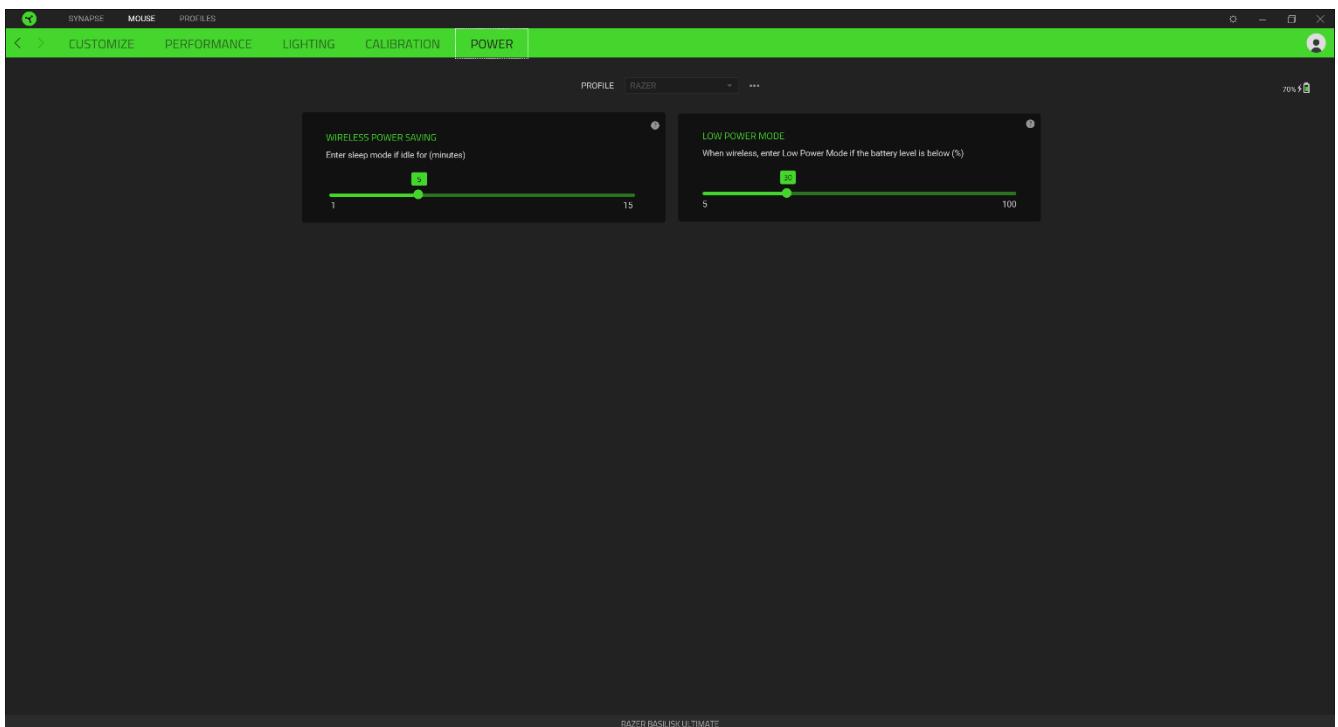 SYNAPSE MOUSE PROFILES
CUSTOMIZE PERFORMANCE LIGHTING CALIBRATION POWER
PROFILE RAZER
70%
WIRELESS POWER SAVING
Enter sleep mode if idle for (minutes)
5
1 15
LOW POWER MODE
When wireless, enter Low Power Mode if the battery level is below (%)
30
5 100
RAZER BASILISK ULTIMATE